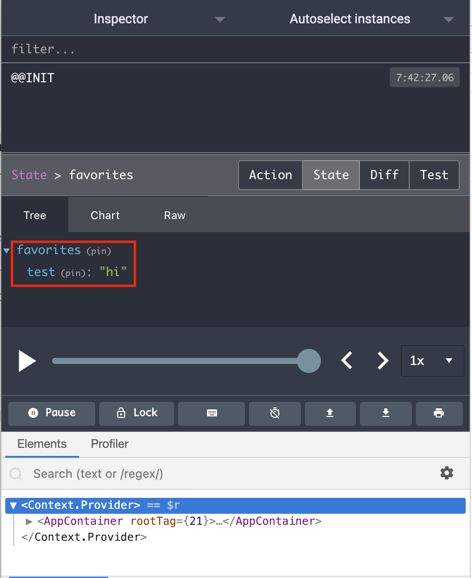 Inspector Autoselect instances
filter...
@@INIT 7:42:27.06
State > favorites Action State Diff Test
Tree Chart Raw
favorites (pin)
test (pin): "hi"
1x
Pause Lock
Elements Profiler
Search (text or /regex/)
<Context.Provider> == $r
<AppContainer rootTag={21}>…</AppContainer>
</Context.Provider>